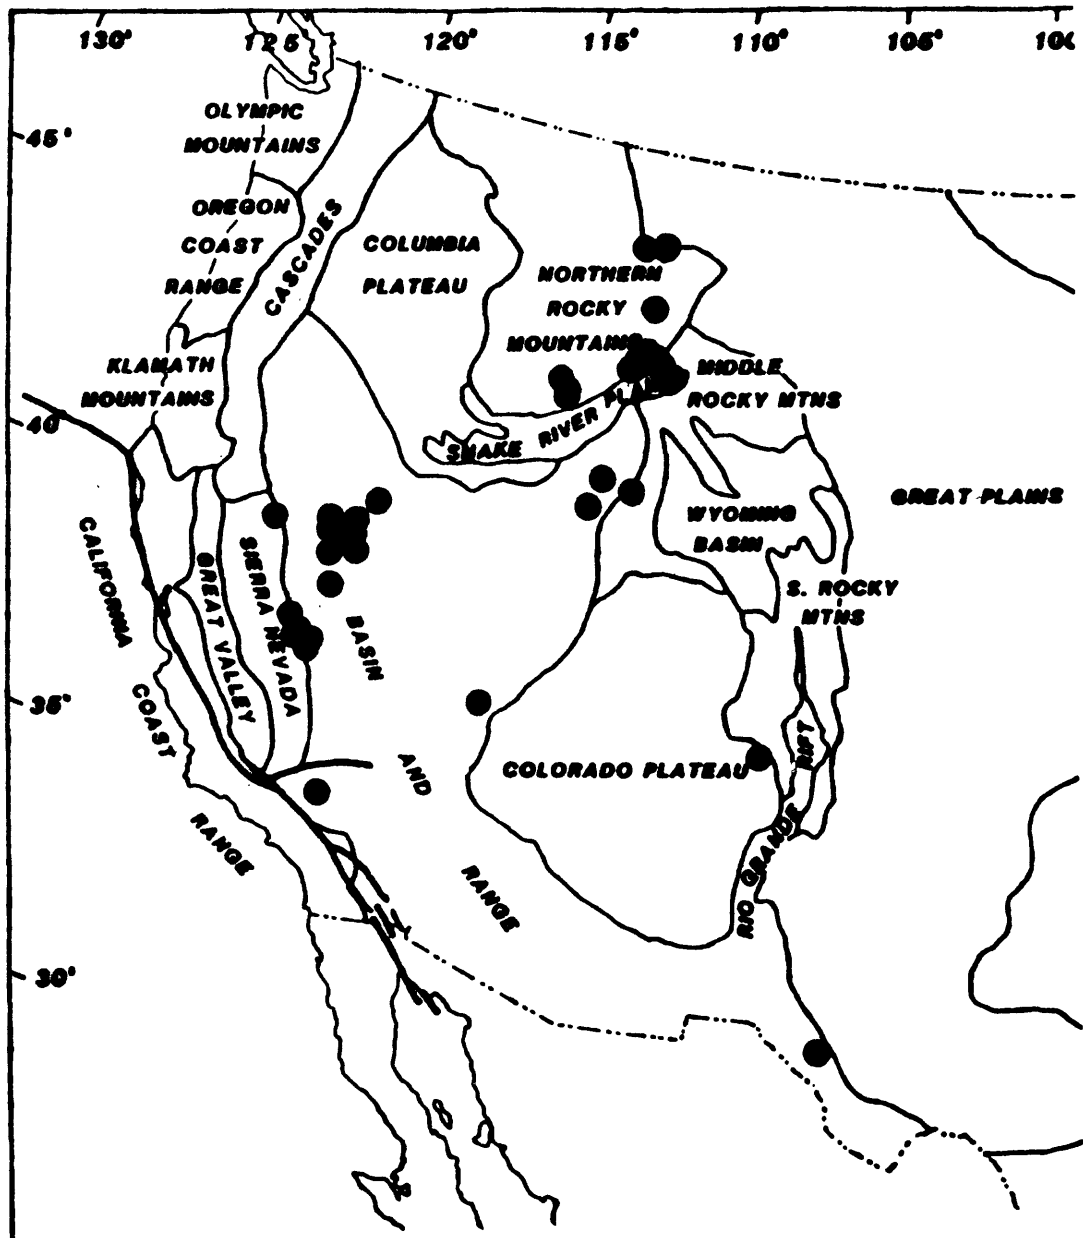 130° 125 120° 115° 110° 105° 100
45°
OLYMPIC
MOUNTAINS
OREGON
COAST
RANGE
CASCADES
COLUMBIA
PLATEAU
NORTHERN
ROCKY
MOUNTAINS
KLAMATH
MOUNTAINS
MIDDLE
ROCKY MTNS
40
SNAKE RIVER PLAIN
GREAT PLAINS
WYOMING
BASIN
S. ROCKY
MTNS
CALIFORNIA
COAST
RANGE
GREAT VALLEY
SIERRA NEVADA
BASIN
AND
RANGE
35°
COLORADO PLATEAU
RIO GRANDE
RIFT
30°